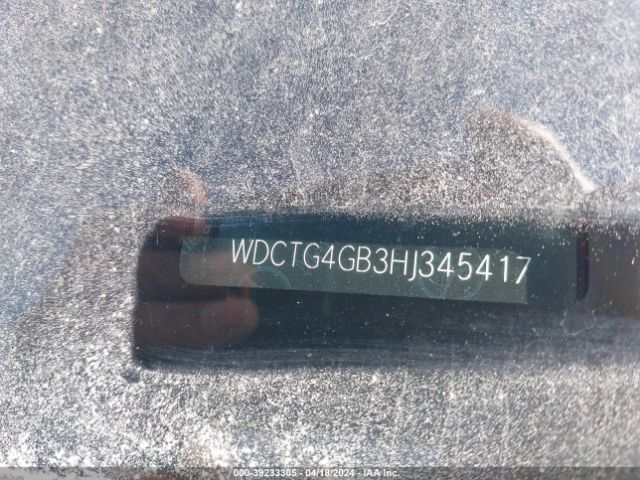 WDCTG4GB3HJ345417
000-39233305 - 04/18/2024 - IAA Inc.